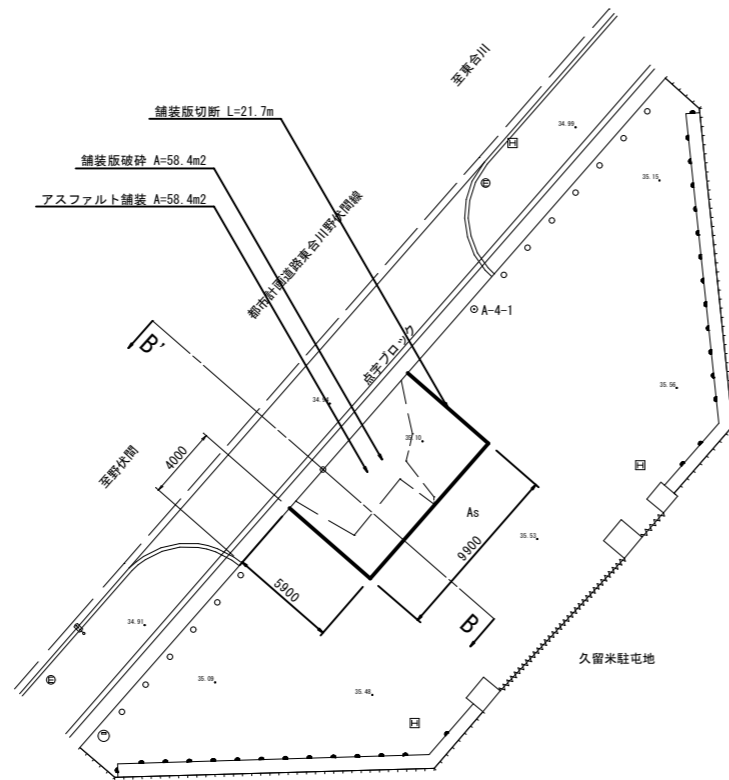 至東合川
舗装版切断 L=21.7m
舗装版破砕 A=58.4m2
アスファルト舗装 A=58.4m2
都市計画道路東合川野伏間線
34.99
H
35.15
A-4-1
点字ブロック
B'
35.56
35.10
至野伏間
4000
H
As
9900
35.53
5900
34.97
B
久留米駐屯地
35.09
35.48
H